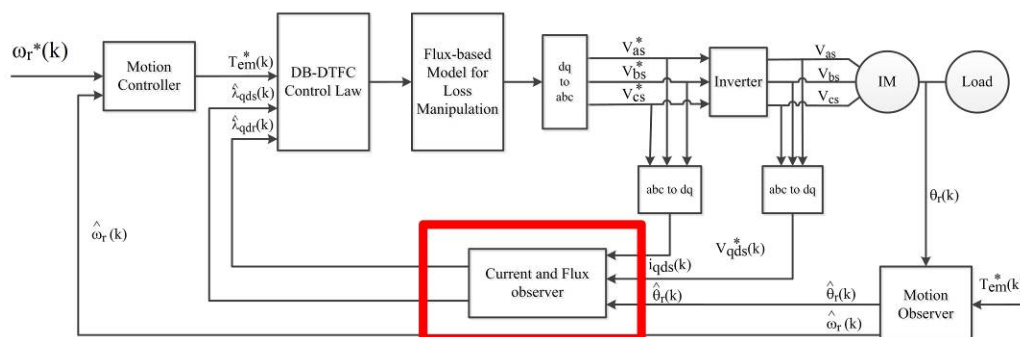 ωr*(k)
Motion
Controller
T*em(k)
λ̂qds(k)
λ̂qdr(k)
DB-DTFC
Control Law
Flux-based
Model for
Loss
Manipulation
dq
to
abc
Vas*
Vbs*
Vcs*
Inverter
Vas
Vbs
Vcs
IM
Load
abc to dq
abc to dq
θr(k)
ω̂r(k)
iqds(k)
V*qds(k)
Current and Flux
observer
θ̂r(k)
θ̂r(k)
ω̂r(k)
Motion
Observer
T*em(k)